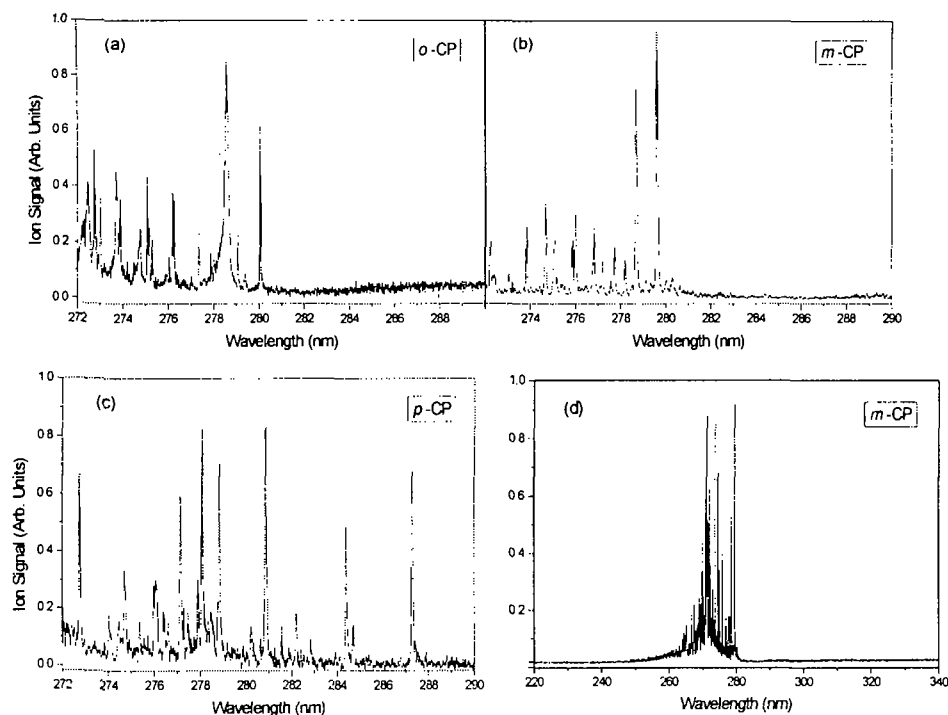 (a)
o-CP
(b)
m-CP
Ion Signal (Arb. Units)
1.0
0.8
0.6
0.4
0.2
0.0
272 274 276 278 280 282 284 286 288
274 276 278 280 282 284 286 288 290
Wavelength (nm)
Wavelength (nm)
(c)
p-CP
(d)
m-CP
Ion Signal (Arb. Units)
1.0
0.8
0.6
0.4
0.2
0.0
1.0
0.8
0.6
0.4
0.2
272 274 276 278 280 282 284 286 288 290
220 240 260 280 300 320 340
Wavelength (nm)
Wavelength (nm)